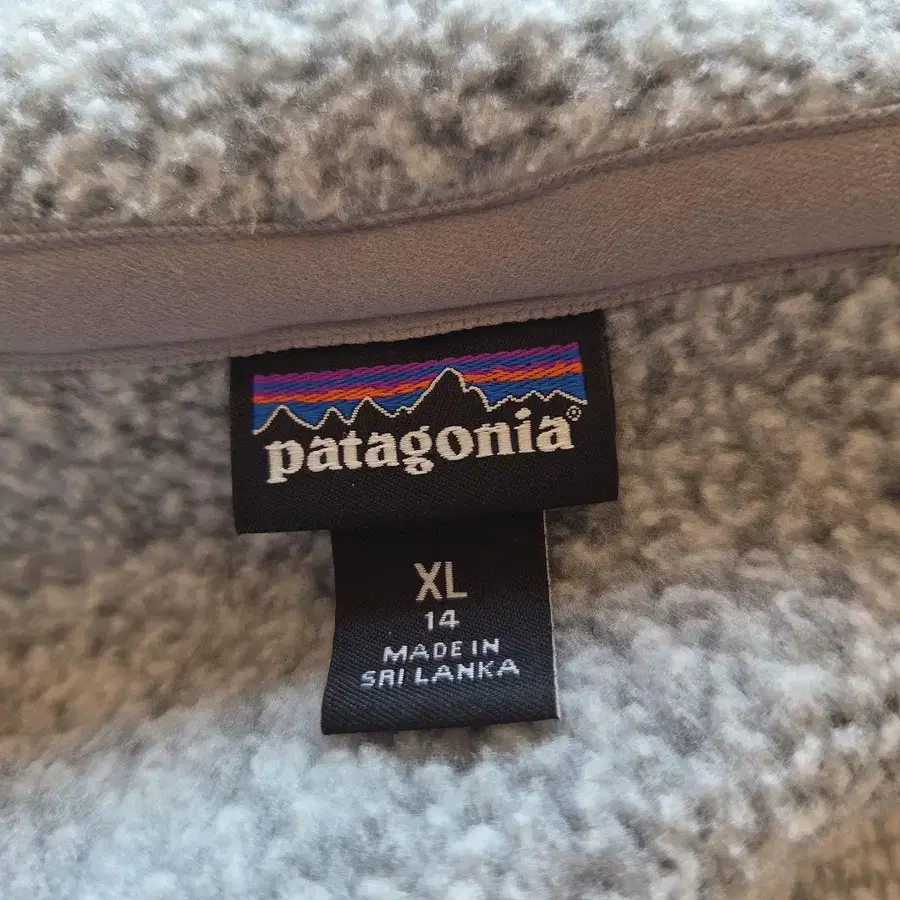 patagonia®
XL
14
MADE IN
SRI LANKA